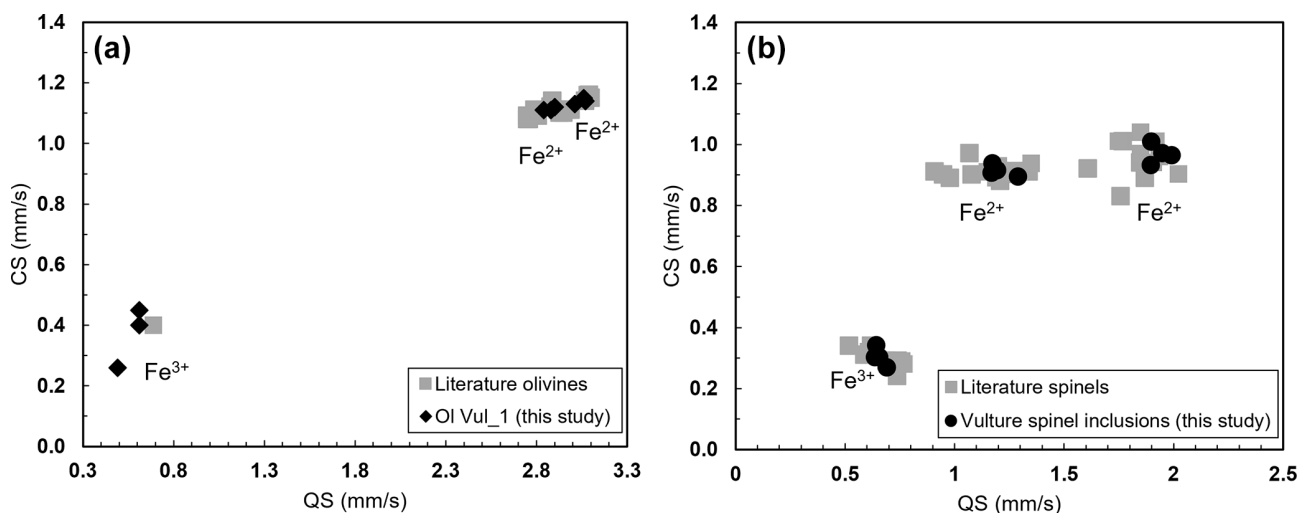 (a)
CS (mm/s)
1.4
1.2
1.0
0.8
0.6
0.4
0.2
0.0
Fe2+
Fe2+
Fe3+
Literature olivines
Ol Vul_1 (this study)
0.3 0.8 1.3 1.8 2.3 2.8 3.3
QS (mm/s)
(b)
CS (mm/s)
1.4
1.2
1.0
0.8
0.6
0.4
0.2
0.0
Fe2+
Fe2+
Fe3+
Literature spinels
Vulture spinel inclusions (this study)
0 0.5 1 1.5 2 2.5
QS (mm/s)